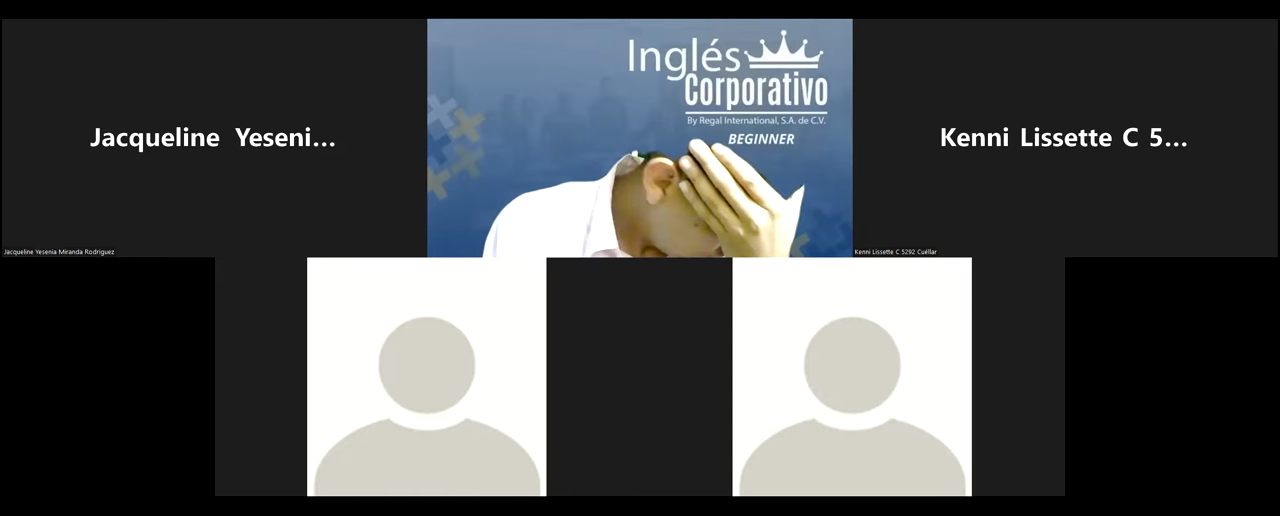 Jacqueline Yeseni...
Jacqueline Yesenia Miranda Rodriguez
Inglés
Corporativo
By Regal International, S.A. de C.V.
BEGINNER
Kenni Lissette C 5...
Kenni Lissette C 5292 Cuéllar